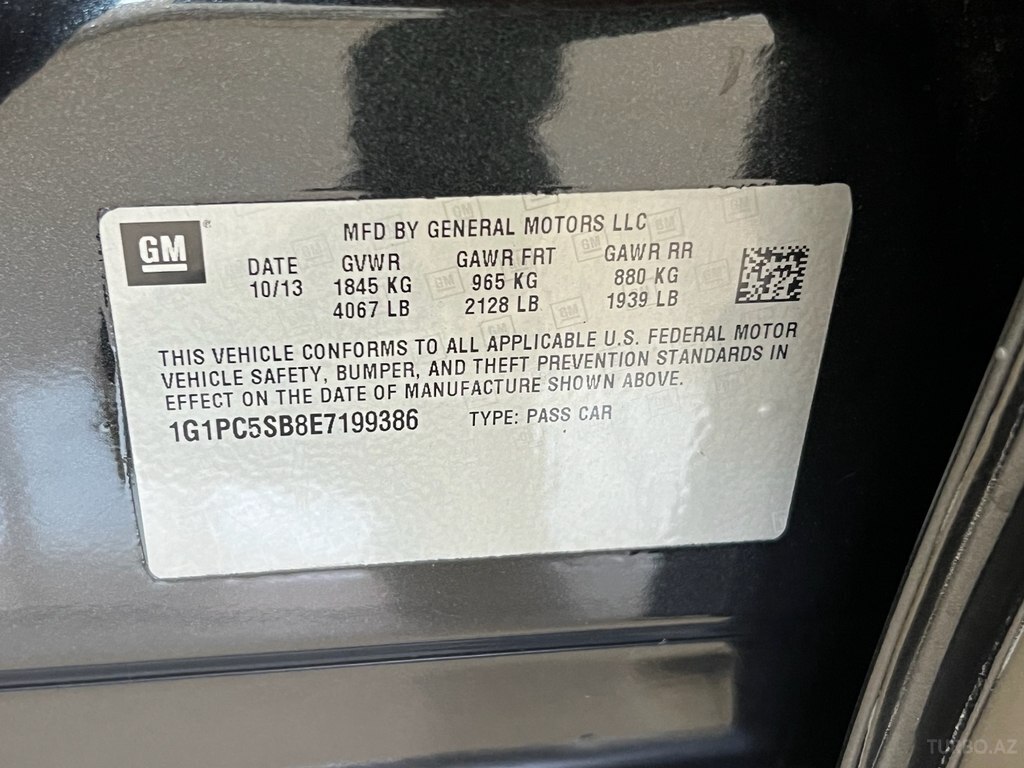 GM
MFD BY GENERAL MOTORS LLC
DATE GVWR GAWR FRT GAWR RR
10/13 1845 KG 965 KG 880 KG
4067 LB 2128 LB 1939 LB
THIS VEHICLE CONFORMS TO ALL APPLICABLE U.S. FEDERAL MOTOR
VEHICLE SAFETY, BUMPER, AND THEFT PREVENTION STANDARDS IN
EFFECT ON THE DATE OF MANUFACTURE SHOWN ABOVE.
1G1PC5SB8E7199386 TYPE: PASS CAR
TURBO.AZ